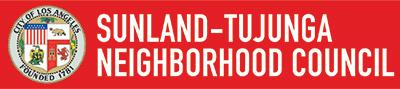 CITY OF LOS ANGELES
FOUNDED 1781
SUNLAND-TUJUNGA
NEIGHBORHOOD COUNCIL